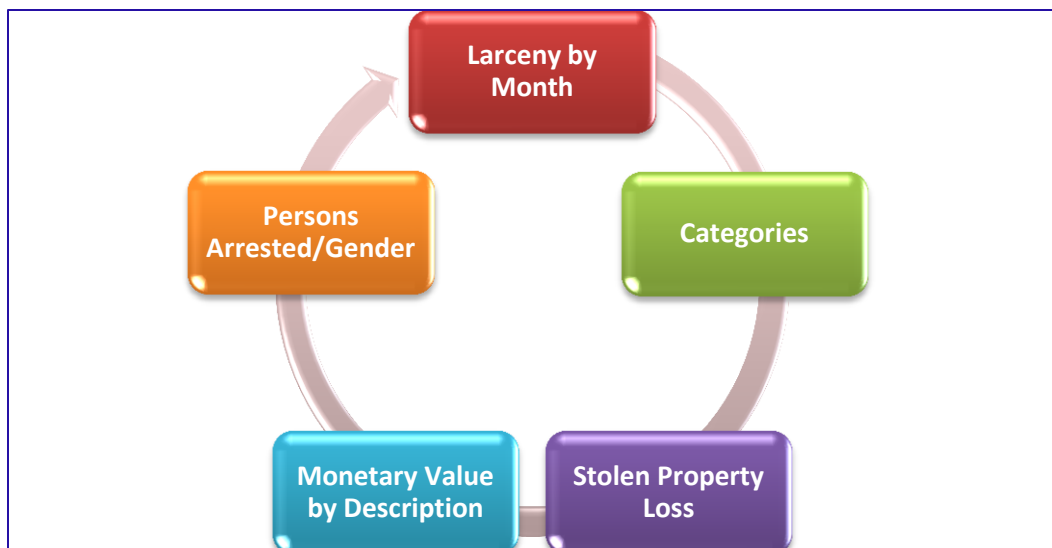 Larceny by
Month
Categories
Stolen Property
Loss
Monetary Value
by Description
Persons
Arrested/Gender